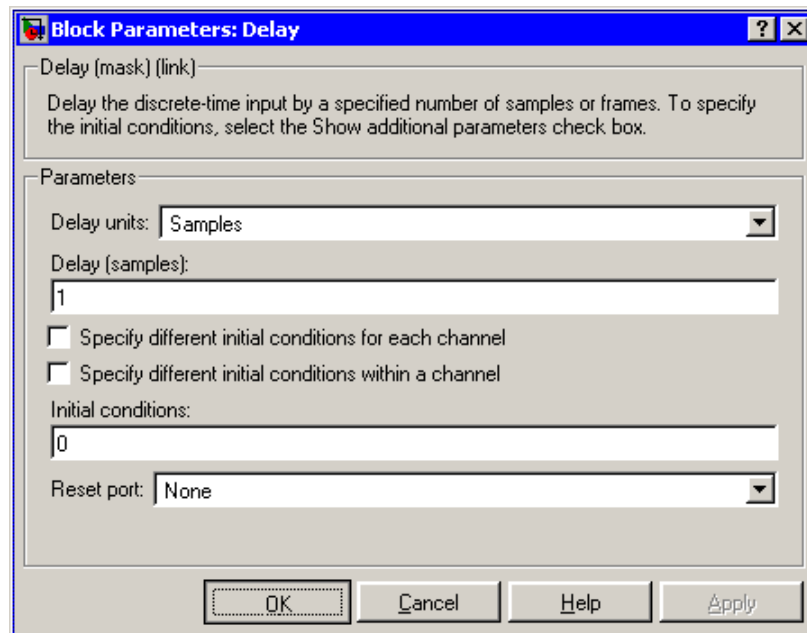 Block Parameters: Delay
Delay (mask) (link)
Delay the discrete-time input by a specified number of samples or frames. To specify
the initial conditions, select the Show additional parameters check box.
Parameters
Delay units: Samples
Delay (samples):
1
Specify different initial conditions for each channel
Specify different initial conditions within a channel
Initial conditions:
0
Reset port: None
OK Cancel Help Apply